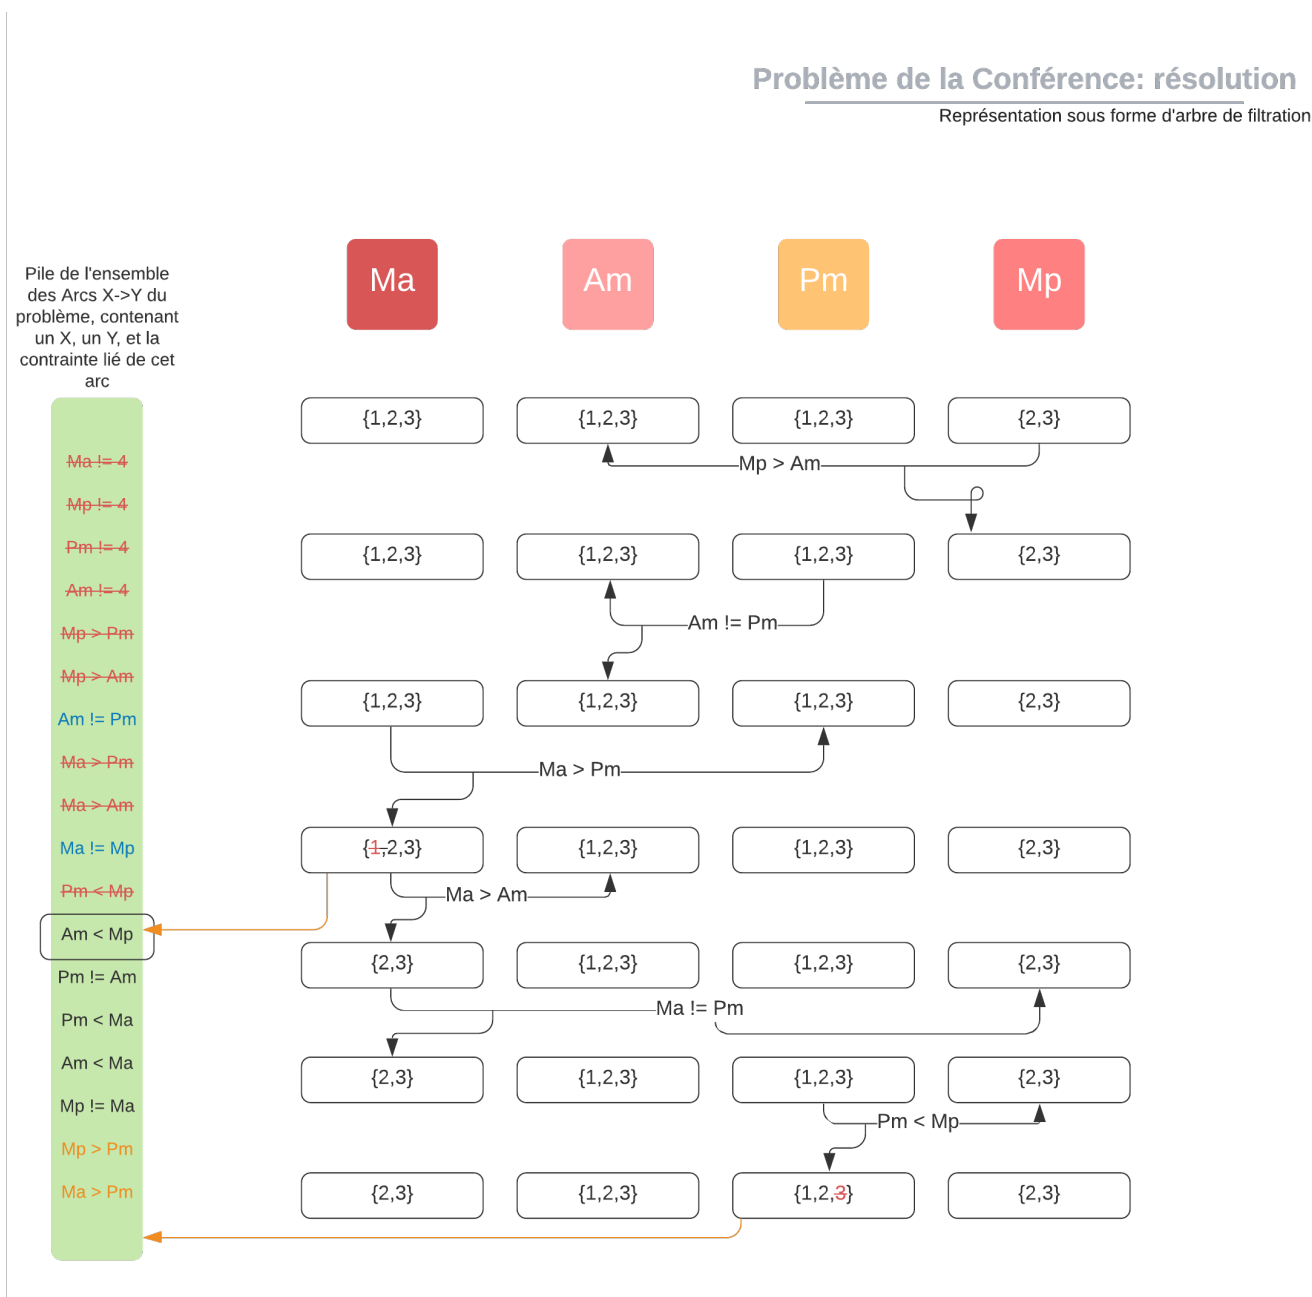 Problème de la Conférence: résolution
Représentation sous forme d'arbre de filtration
Ma
Am
Pm
Mp
Pile de l'ensemble
des Arcs X->Y du
problème, contenant
un X, un Y, et la
contrainte lié de cet
arc
Ma != 4
Mp != 4
Pm != 4
Am != 4
Mp > Pm
Mp > Am
Am != Pm
Ma > Pm
Ma > Am
Ma != Mp
Pm < Mp
Am < Mp
Pm != Am
Pm < Ma
Am < Ma
Mp != Ma
Mp > Pm
Ma > Pm
{1,2,3}
{1,2,3}
{1,2,3}
{2,3}
Mp > Am
{1,2,3}
{1,2,3}
{1,2,3}
{2,3}
Am != Pm
{1,2,3}
{1,2,3}
{1,2,3}
{2,3}
Ma > Pm
{1,2,3}
{1,2,3}
{1,2,3}
{2,3}
Ma > Am
{2,3}
{1,2,3}
{1,2,3}
{2,3}
Ma != Pm
{2,3}
{1,2,3}
{1,2,3}
{2,3}
Pm < Mp
{2,3}
{1,2,3}
{1,2,3}
{2,3}